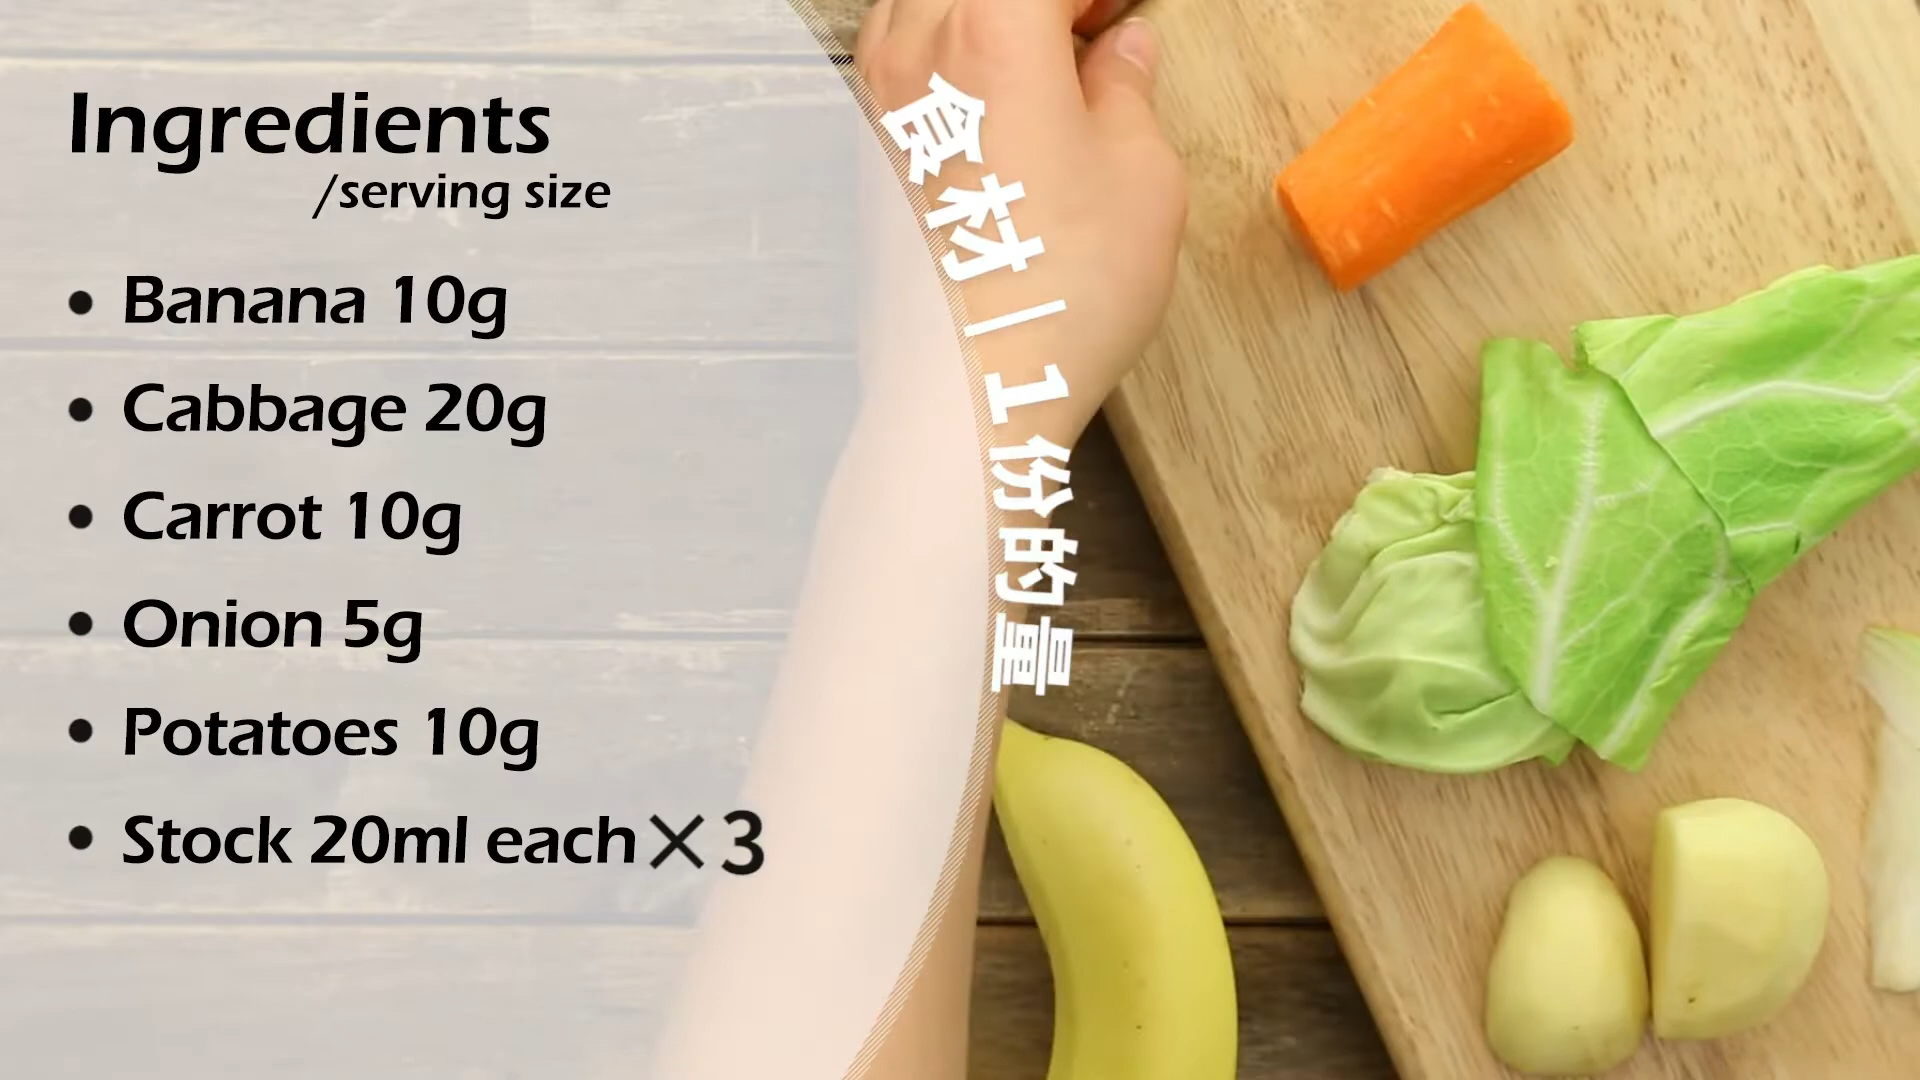 Ingredients
/serving size
• Banana 10g
• Cabbage 20g
• Carrot 10g
• Onion 5g
• Potatoes 10g
• Stock 20ml each×3
食材｜1份的量